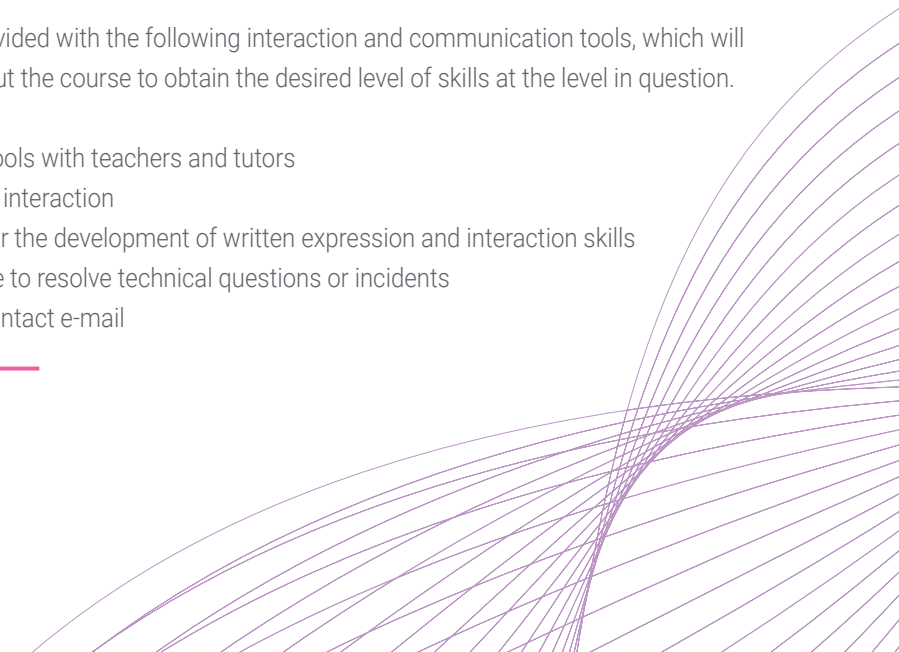 vided with the following interaction and communication tools, which will
ut the course to obtain the desired level of skills at the level in question.
ools with teachers and tutors
interaction
r the development of written expression and interaction skills
e to resolve technical questions or incidents
ntact e-mail